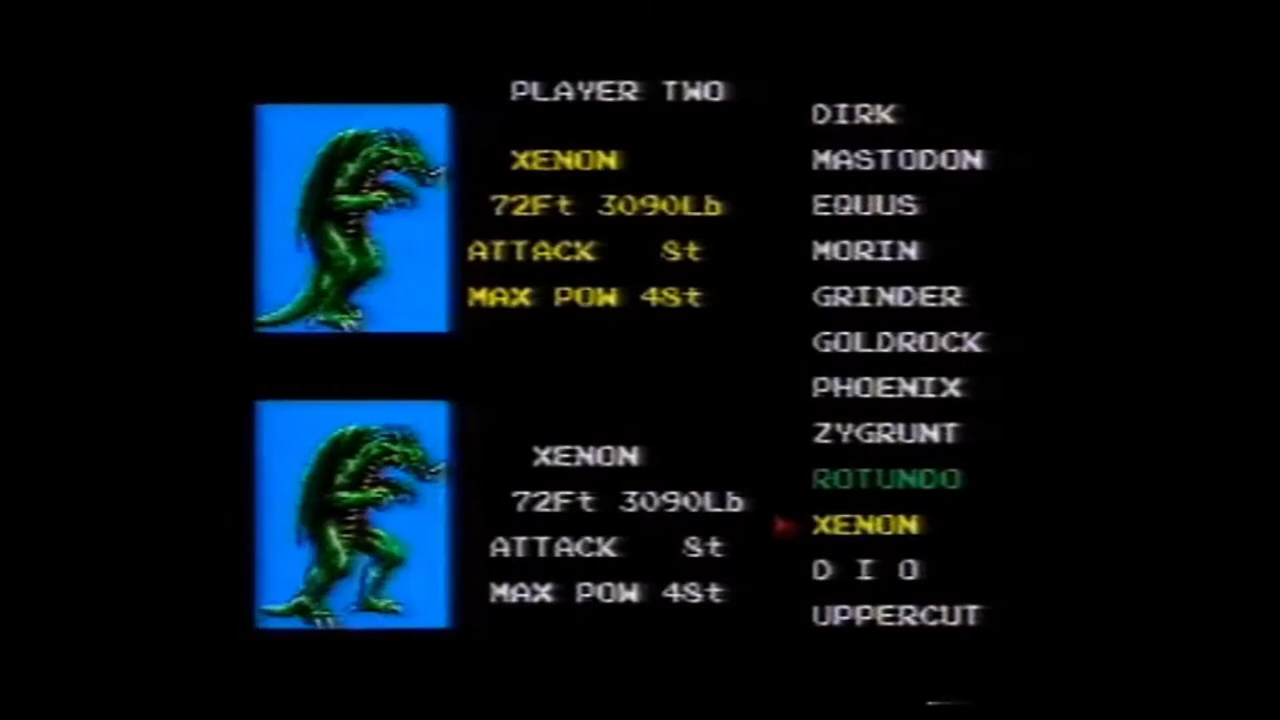 PLAYER TWO
XENON
72Ft 3090Lb
ATTACK 8t
MAX POW 48t
XENON
72Ft 3090Lb
ATTACK 8t
MAX POW 48t
DIRK
MASTODON
EQUUS
MORIN
GRINDER
GOLDROCK
PHOENIX
ZYGRUNT
ROTUNDO
XENON
D I O
UPPERCUT